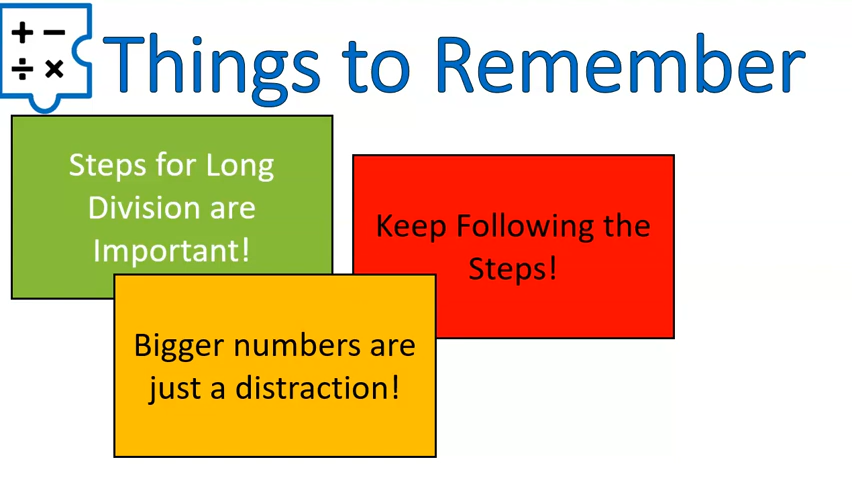 + −
÷ ×
Things to Remember
Steps for Long
Division are
Important!
Keep Following the
Steps!
Bigger numbers are
just a distraction!